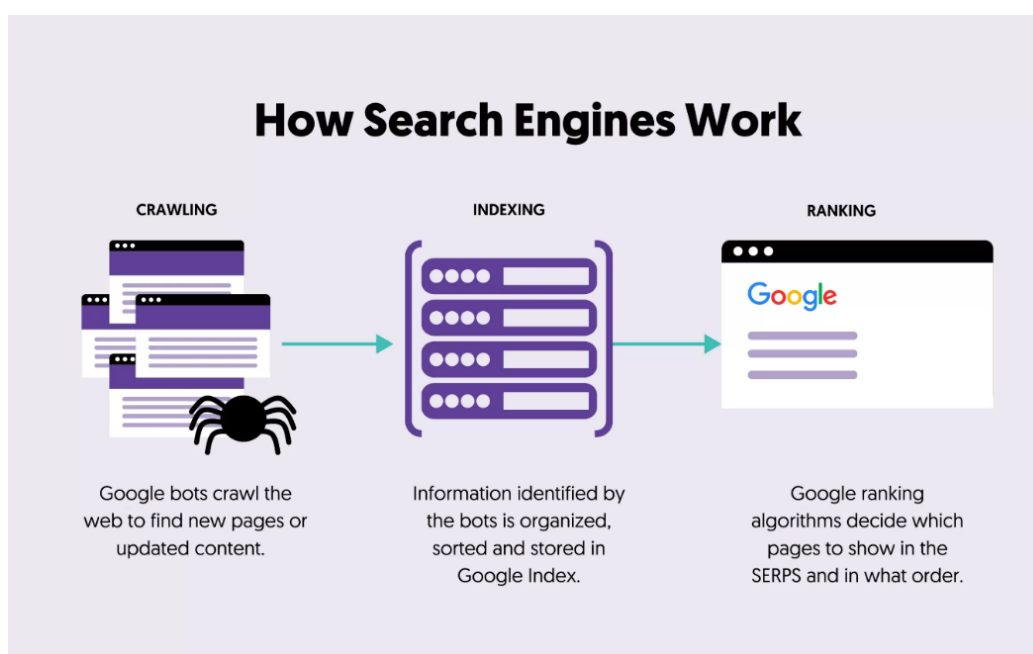 How Search Engines Work
CRAWLING
Google bots crawl the
web to find new pages or
updated content.
INDEXING
Information identified by
the bots is organized,
sorted and stored in
Google Index.
RANKING
Google
Google ranking
algorithms decide which
pages to show in the
SERPS and in what order.